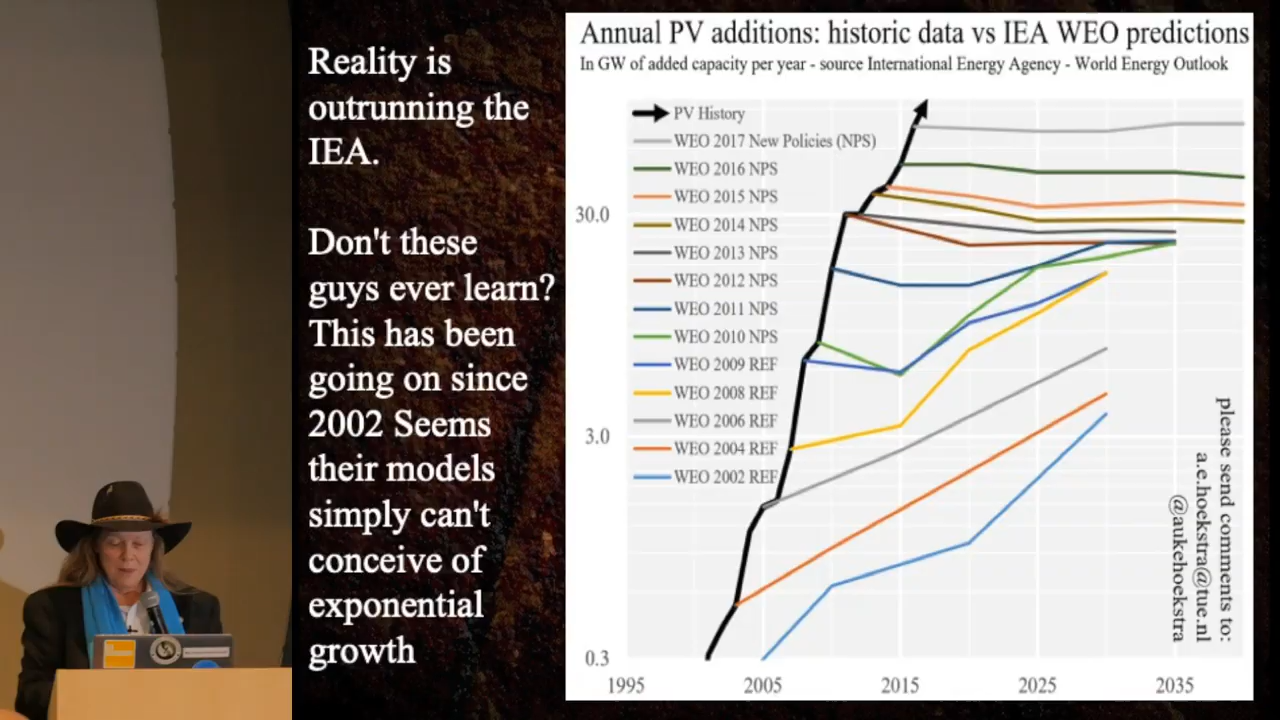 Reality is
outrunning the
IEA.
Don't these
guys ever learn?
This has been
going on since
2002 Seems
their models
simply can't
conceive of
exponential
growth
Annual PV additions: historic data vs IEA WEO predictions
In GW of added capacity per year - source International Energy Agency - World Energy Outlook
PV History
WEO 2017 New Policies (NPS)
WEO 2016 NPS
WEO 2015 NPS
WEO 2014 NPS
WEO 2013 NPS
WEO 2012 NPS
WEO 2011 NPS
WEO 2010 NPS
WEO 2009 REF
WEO 2008 REF
WEO 2006 REF
WEO 2004 REF
WEO 2002 REF
30.0
3.0
0.3
1995
2005
2015
2025
2035
please send comments to:
a.e.hoekstra@tue.nl
@aukehoekstra